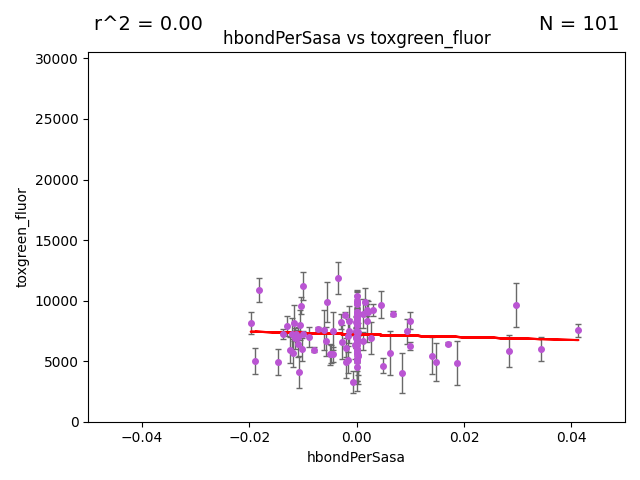 r^2 = 0.00
N = 101
hbondPerSasa vs toxgreen_fluor
30000
25000
20000
15000
10000
5000
0
toxgreen_fluor
−0.04
−0.02
0.00
0.02
0.04
hbondPerSasa